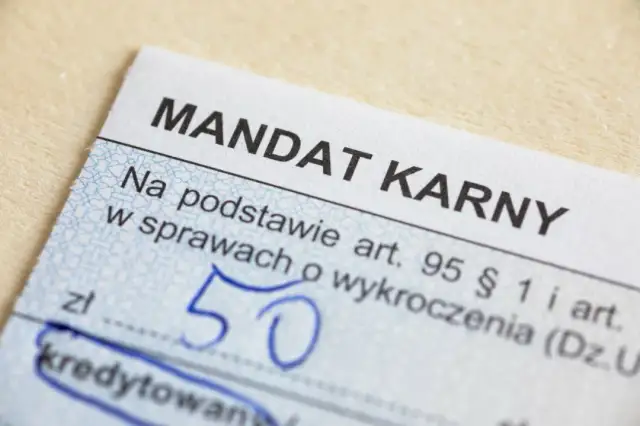 MANDAT KARNY
Na podstawie art. 95 § 1 i art.
w sprawach o wykroczenia (Dz.U
zł 50
kredytowany